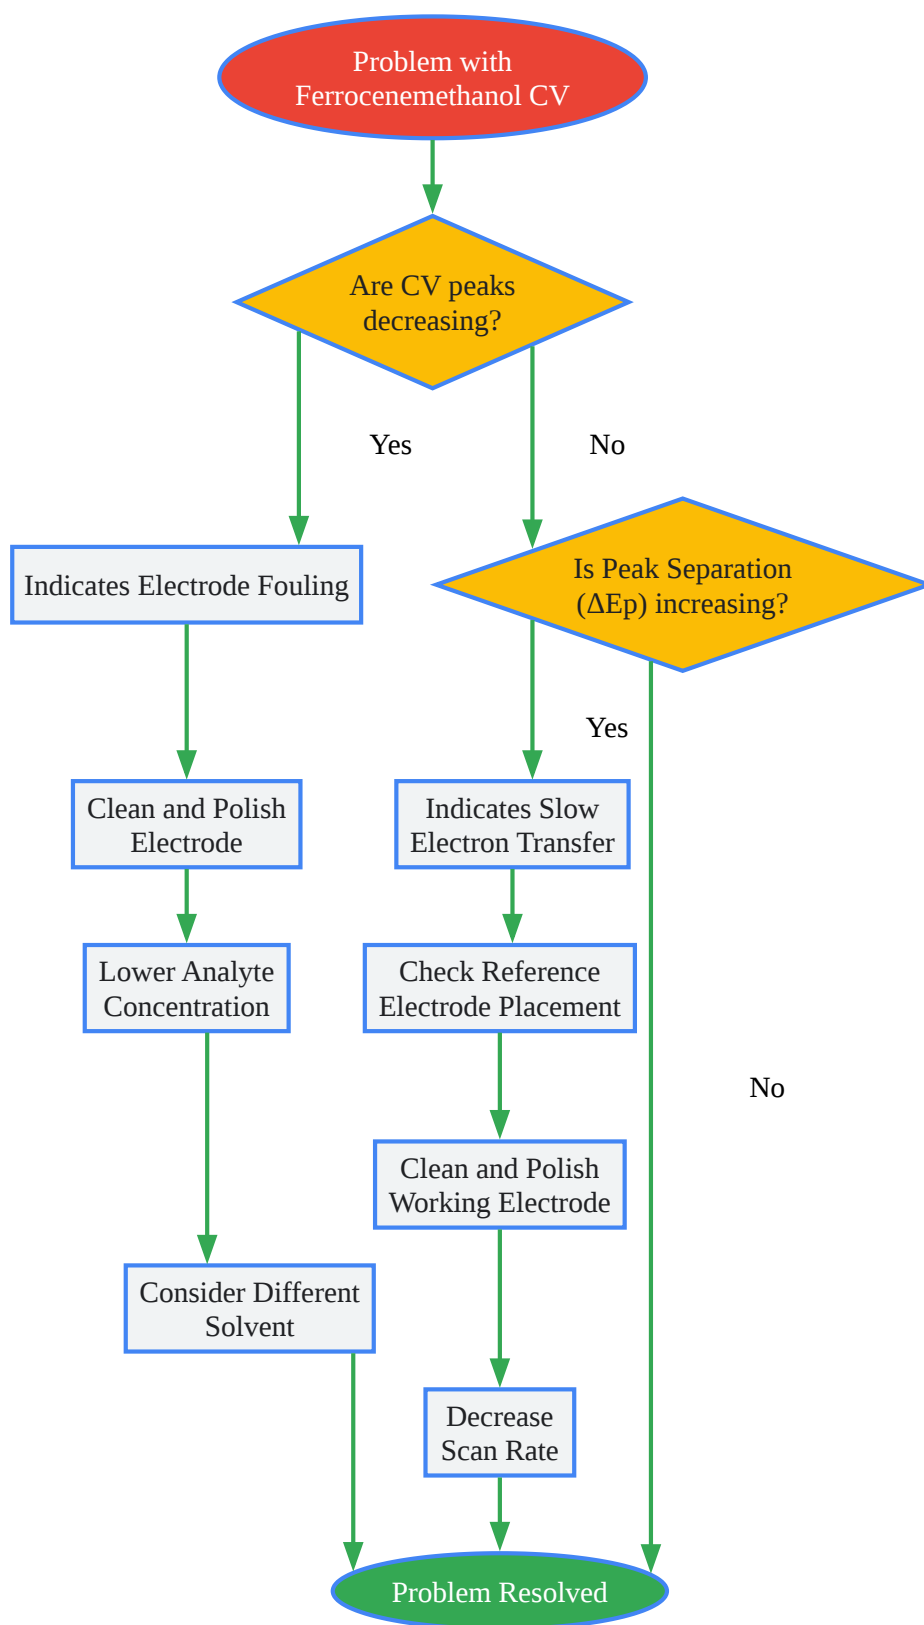 Problem with
Ferrocenemethanol CV
Are CV peaks
decreasing?
Yes
No
Indicates Electrode Fouling
Is Peak Separation
(ΔEp) increasing?
Yes
Clean and Polish
Electrode
Indicates Slow
Electron Transfer
Lower Analyte
Concentration
Check Reference
Electrode Placement
No
Clean and Polish
Working Electrode
Consider Different
Solvent
Decrease
Scan Rate
Problem Resolved